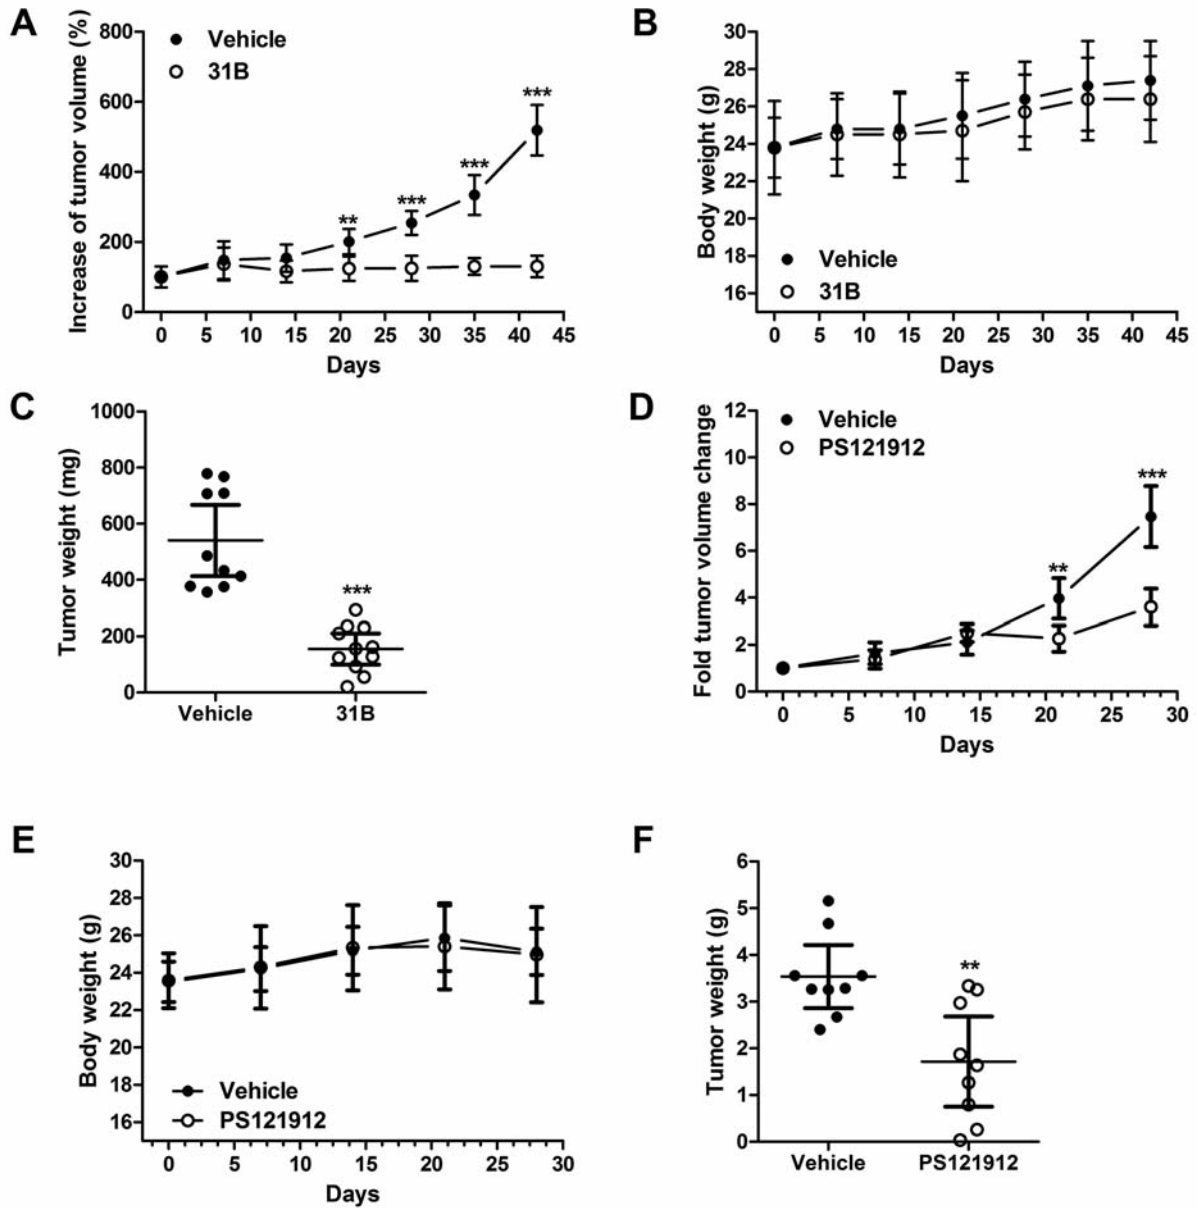 A
Increase of tumor volume (%)
800
600
400
200
0
Vehicle
31B
**
***
***
***
0 5 10 15 20 25 30 35 40 45
Days
B
Body weight (g)
30
28
26
24
22
20
18
16
Vehicle
31B
0 5 10 15 20 25 30 35 40 45
Days
C
Tumor weight (mg)
1000
800
600
400
200
0
***
Vehicle 31B
D
Fold tumor volume change
12
10
8
6
4
2
0
Vehicle
PS121912
**
***
0 5 10 15 20 25 30
Days
E
Body weight (g)
30
28
26
24
22
20
18
16
Vehicle
PS121912
0 5 10 15 20 25 30
Days
F
Tumor weight (g)
6
5
4
3
2
1
0
**
Vehicle PS121912